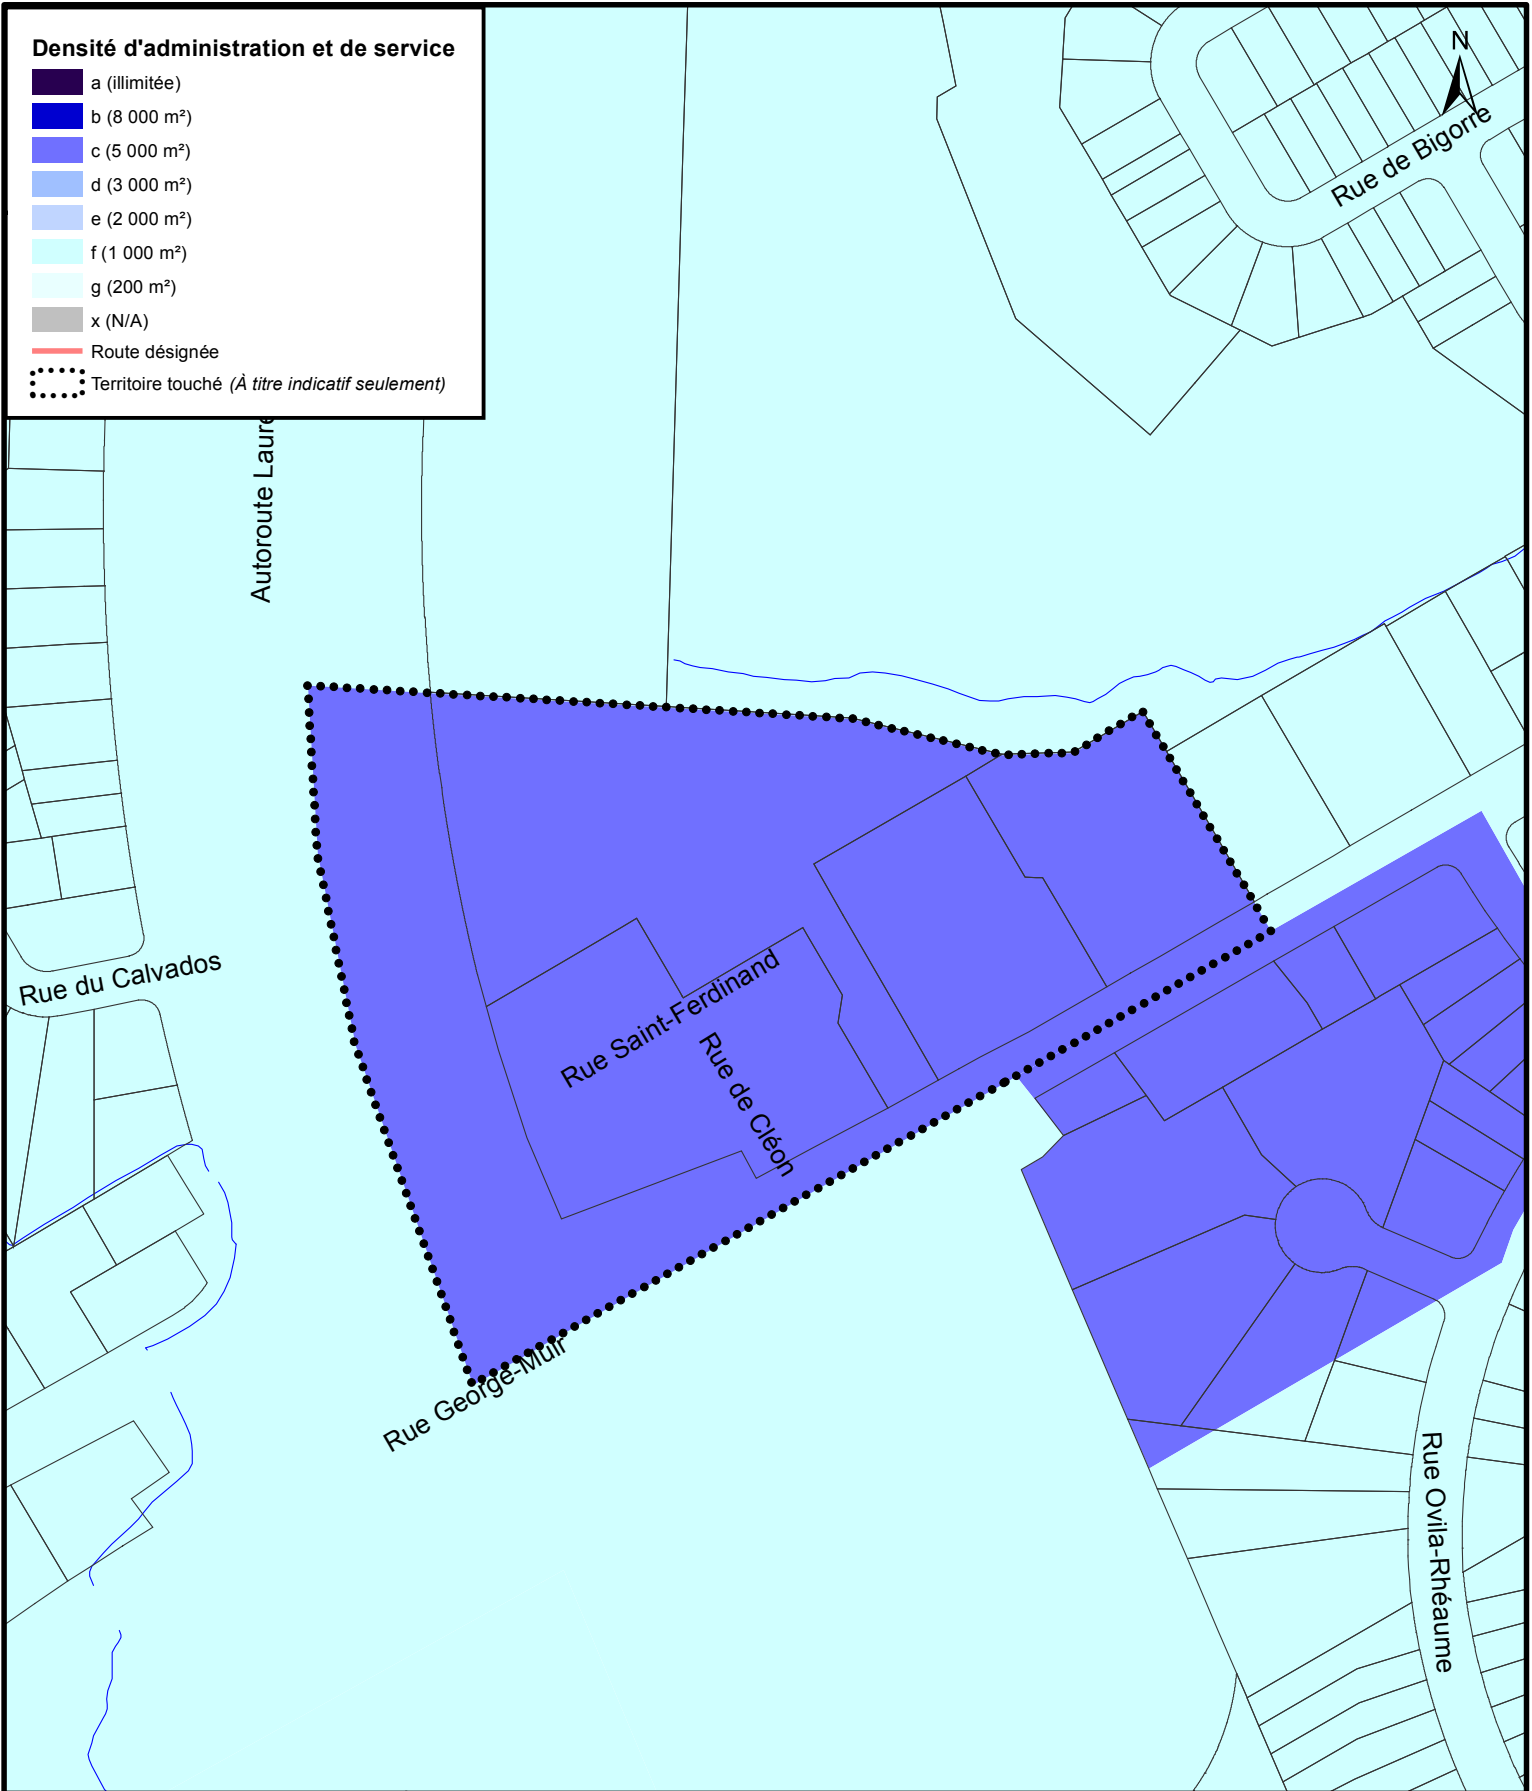 Densité d'administration et de service
a (illimitée)
b (8 000 m²)
c (5 000 m²)
d (3 000 m²)
e (2 000 m²)
f (1 000 m²)
g (200 m²)
x (N/A)
Route désignée
Territoire touché (À titre indicatif seulement)
N
Rue de Bigorre
Autoroute Laure
Rue du Calvados
Rue Saint-Ferdinand
Rue de Cléon
Rue George-Muir
Rue Ovila-Rhéaume